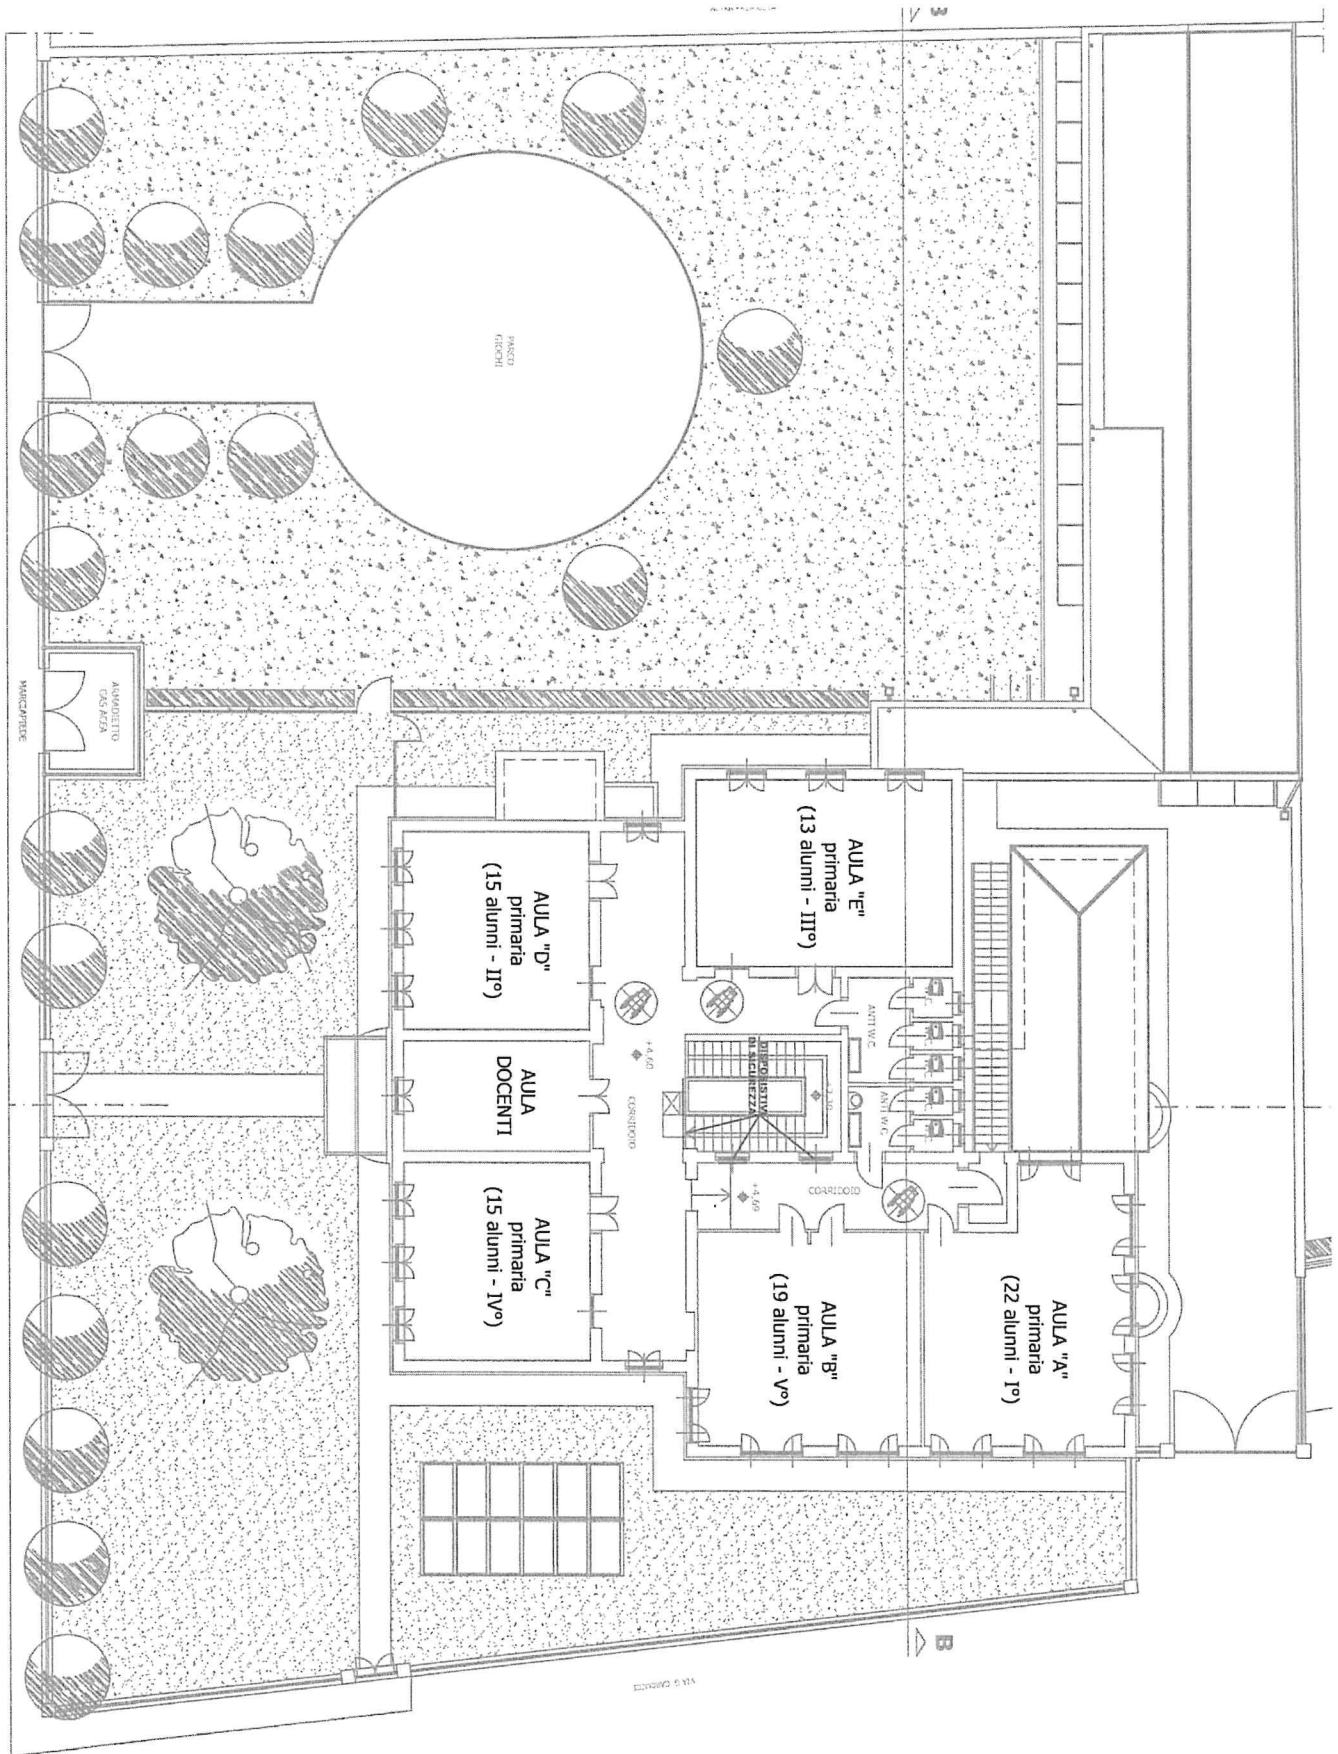 B
PARCO
GIOCHI
ARMADIETTO
GAS ACEA
MARCIAPIEDE
AULA "E"
primaria
(13 alunni - III°)
AULA "D"
primaria
(15 alunni - II°)
ANTI W.C.
DISPOSITIVI
DI SICUREZZA
+4.60
AULA
DOCENTI
CORRIDOIO
ANTI W.C.
CORRIDOIO
+4.69
AULA "C"
primaria
(15 alunni - IV°)
AULA "B"
primaria
(19 alunni - V°)
AULA "A"
primaria
(22 alunni - I°)
B